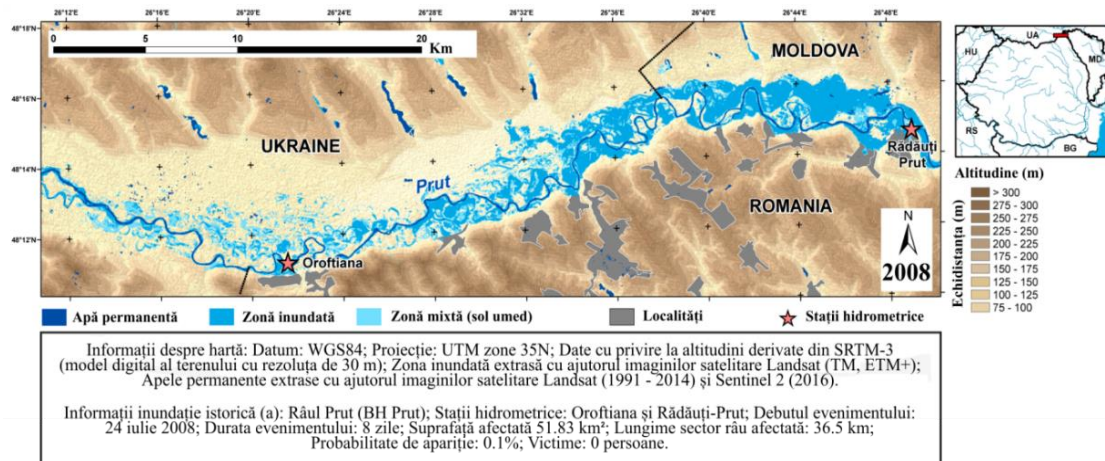 26°12'E 26°20'E 26°24'E 26°28'E 26°32'E 26°36'E 26°40'E 26°44'E 26°48'E
48°18'N
0 5 10 20 Km
MOLDOVA
48°16'N
UKRAINE
Rădăuți
Prut
48°14'N
Prut
ROMANIA
48°12'N
Oroftiana
N
2008
UA
HU
MD
RS
BG
Altitudine (m)
Echidistanța (m)
> 300
275 - 300
250 - 275
225 - 250
200 - 225
175 - 200
150 - 175
125 - 150
100 - 125
75 - 100
Apă permanentă Zonă inundată Zonă mixtă (sol umed) Localități Stații hidrometrice
Informații despre hartă: Datum: WGS84; Proiecție: UTM zone 35N; Date cu privire la altitudini derivate din SRTM-3
(model digital al terenului cu rezoluța de 30 m); Zona inundată extrasă cu ajutorul imaginilor satelitare Landsat (TM, ETM+);
Apele permanente extrase cu ajutorul imaginilor satelitare Landsat (1991 - 2014) și Sentinel 2 (2016).
Informații inundație istorică (a): Râul Prut (BH Prut); Stații hidrometrice: Oroftiana și Rădăuți-Prut; Debutul evenimentului:
24 iulie 2008; Durata evenimentului: 8 zile; Suprafață afectată 51.83 km²; Lungime sector râu afectată: 36.5 km;
Probabilitate de apariție: 0.1%; Victime: 0 persoane.